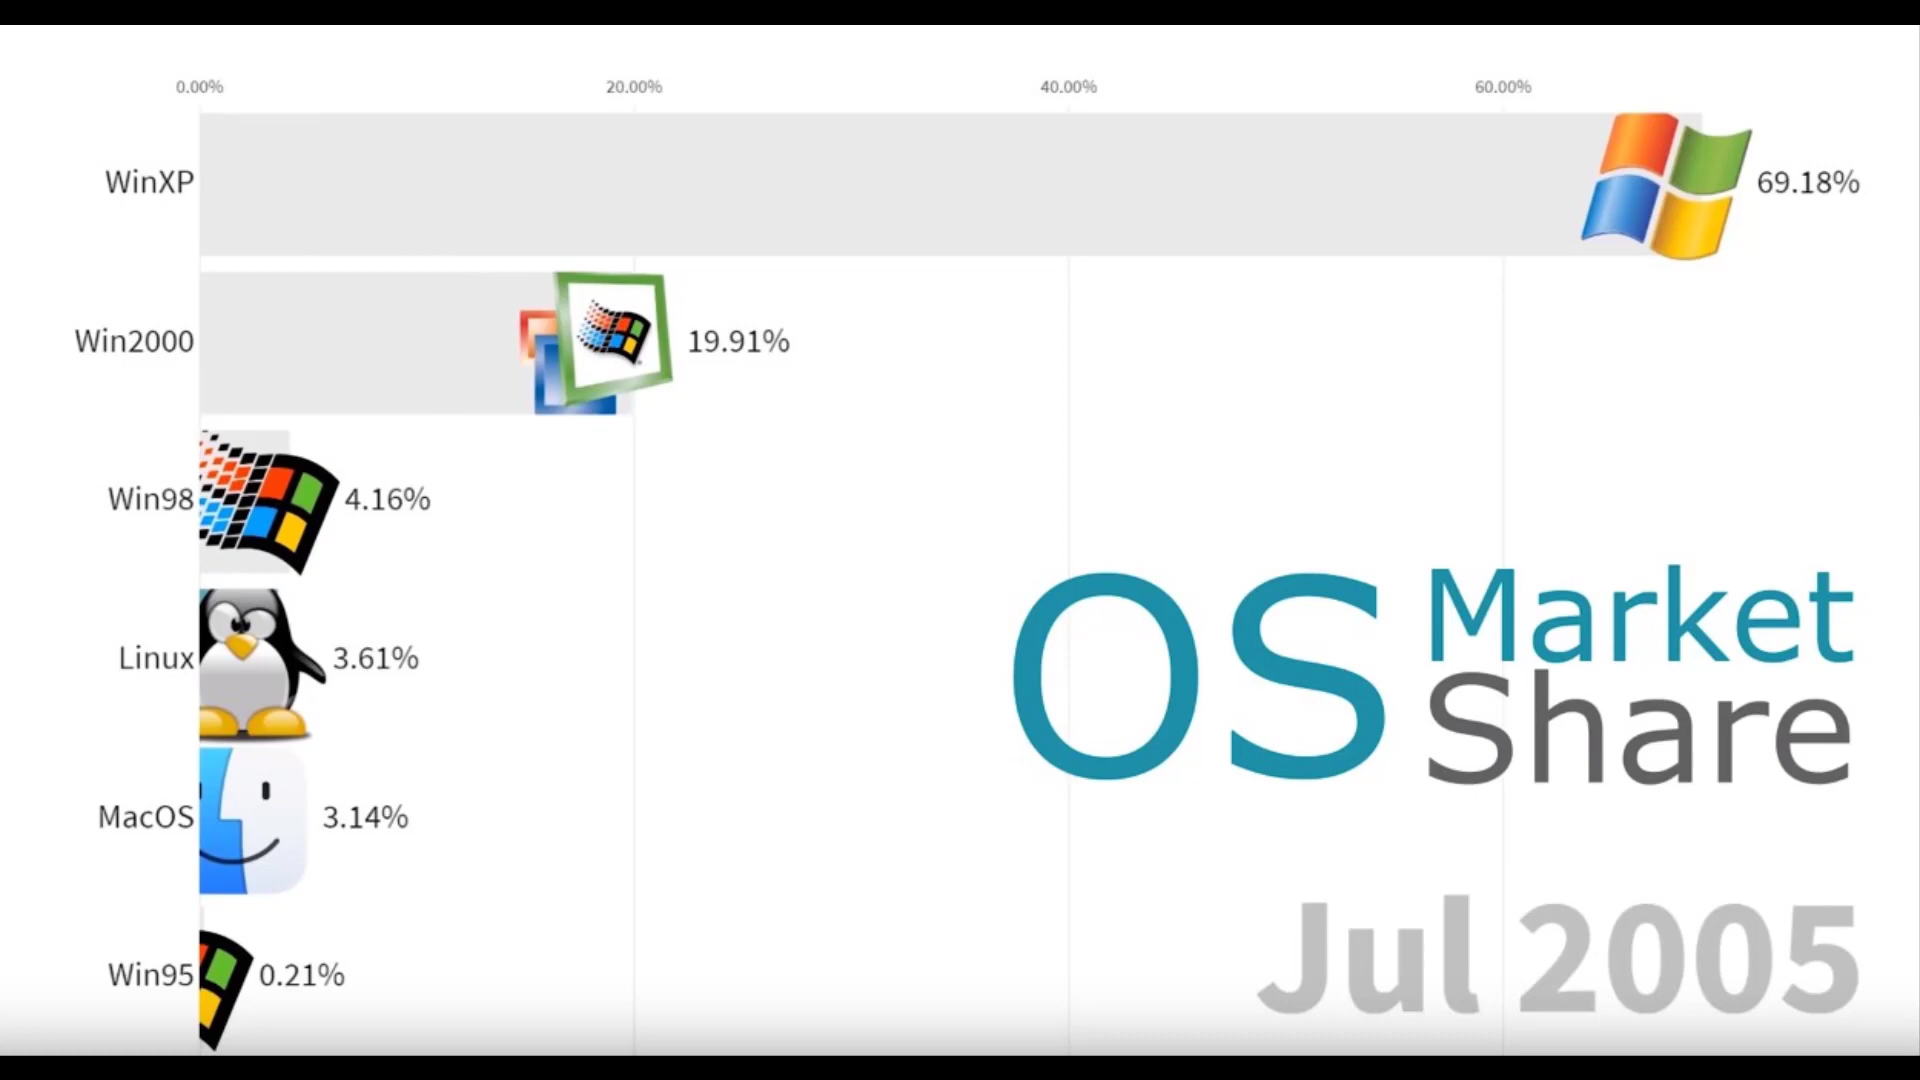 0.00% 20.00% 40.00% 60.00%
WinXP 69.18%
Win2000 19.91%
Win98 4.16%
Linux 3.61%
MacOS 3.14%
Win95 0.21%
OS Market
Share
Jul 2005